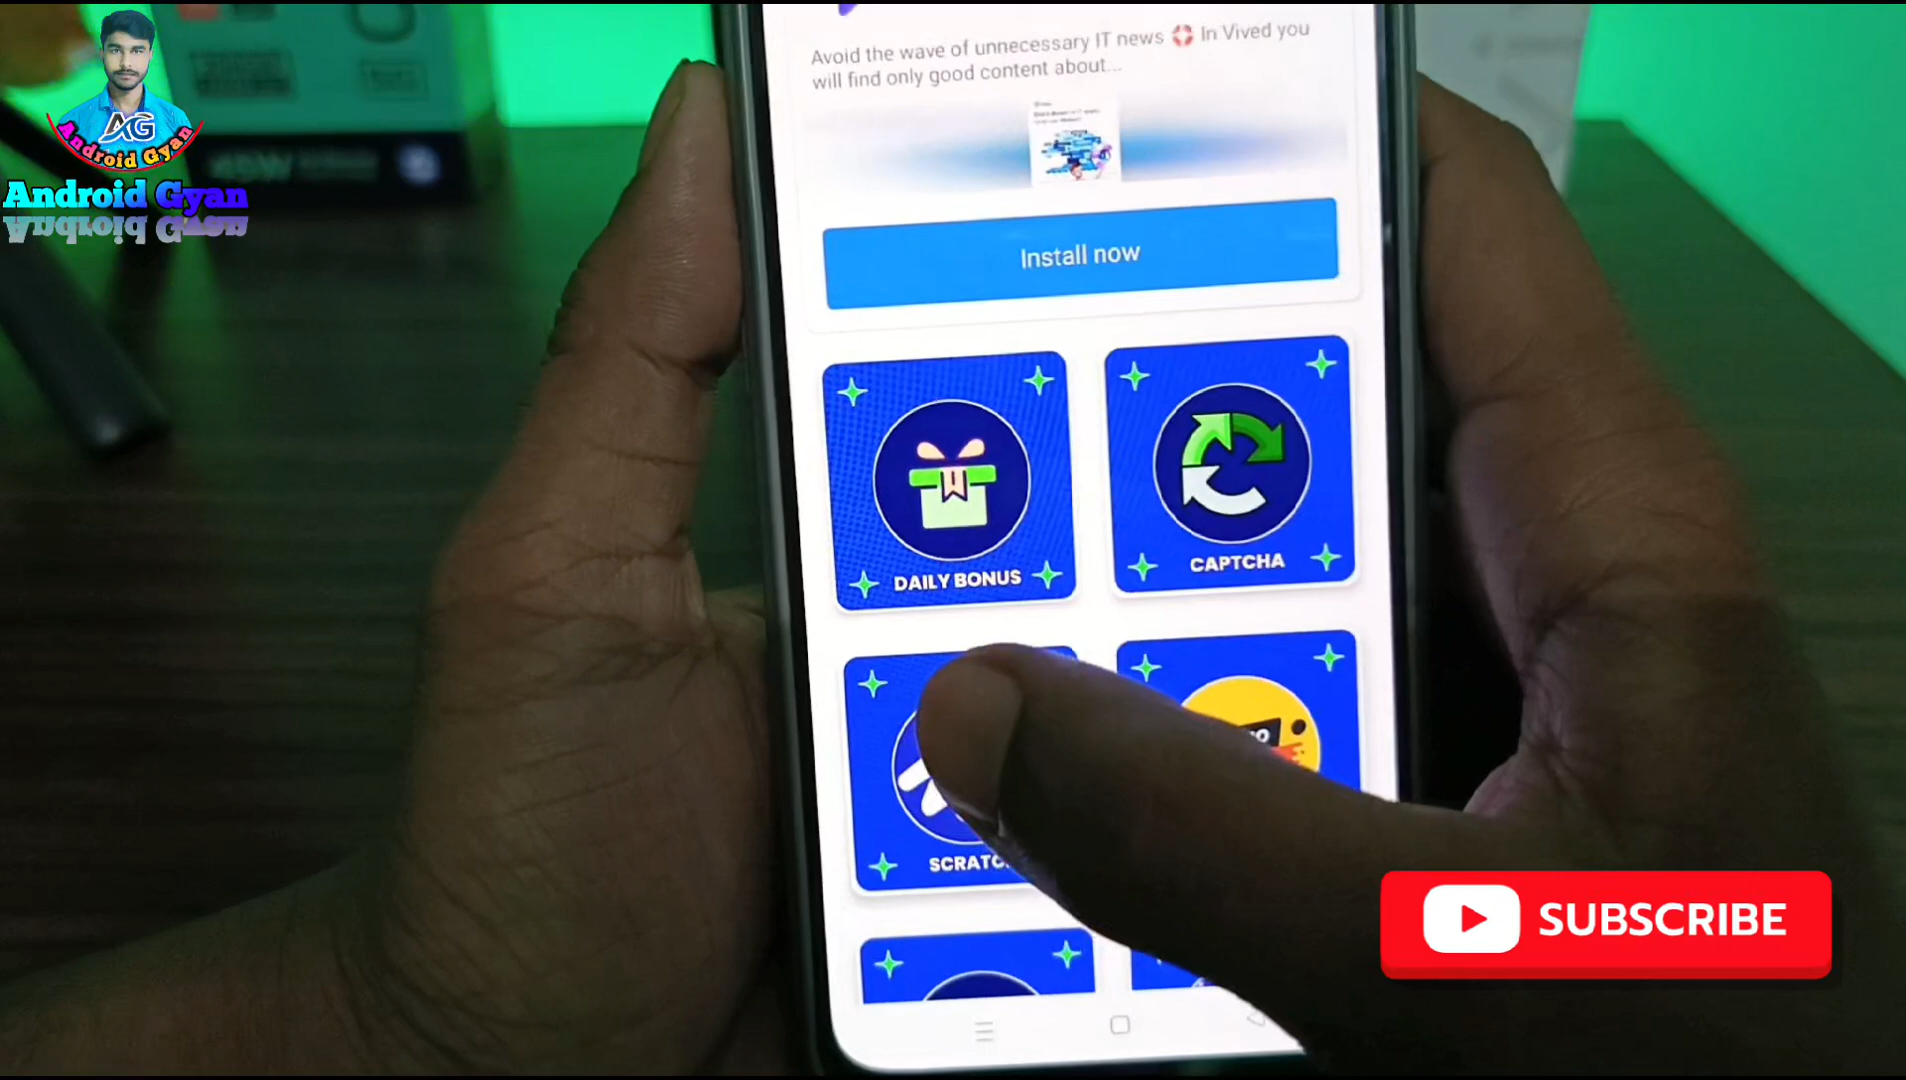 AG
Android Gyan
Android Gyan
Avoid the wave of unnecessary IT news In Vived you
will find only good content about...
Install now
DAILY BONUS
CAPTCHA
SUBSCRIBE